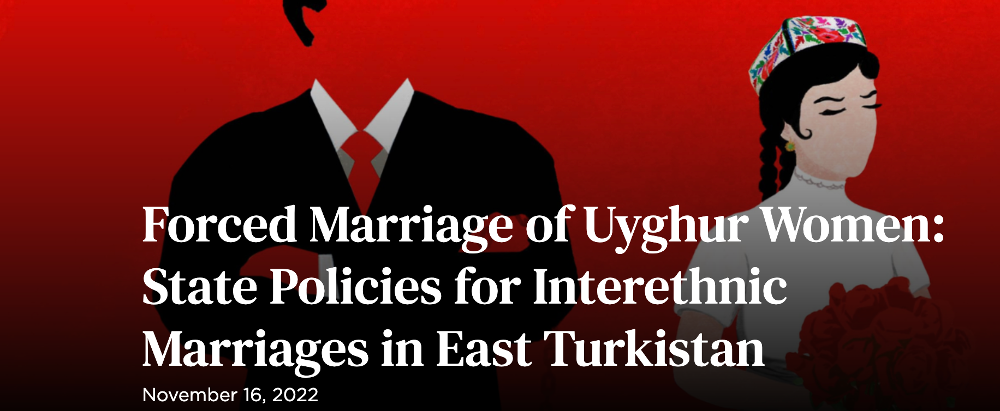 Forced Marriage of Uyghur Women:
State Policies for Interethnic
Marriages in East Turkistan
November 16, 2022